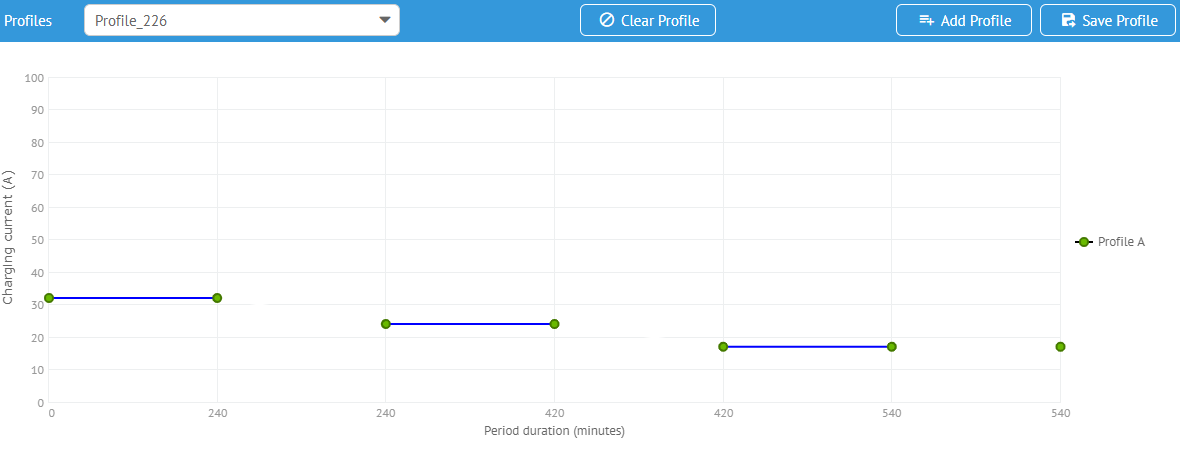 Profiles
Profile_226
Clear Profile
Add Profile
Save Profile
100
90
80
70
60
50
40
30
20
10
0
Charging current (A)
0 240 240 420 420 540 540
Period duration (minutes)
Profile A